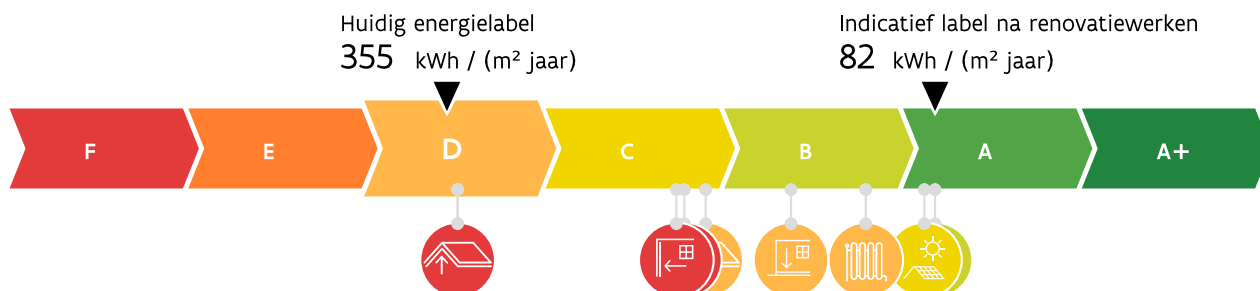 Huidig energielabel
355 kWh / (m² jaar)
Indicatief label na renovatiewerken
82 kWh / (m² jaar)
F E D C B A A+